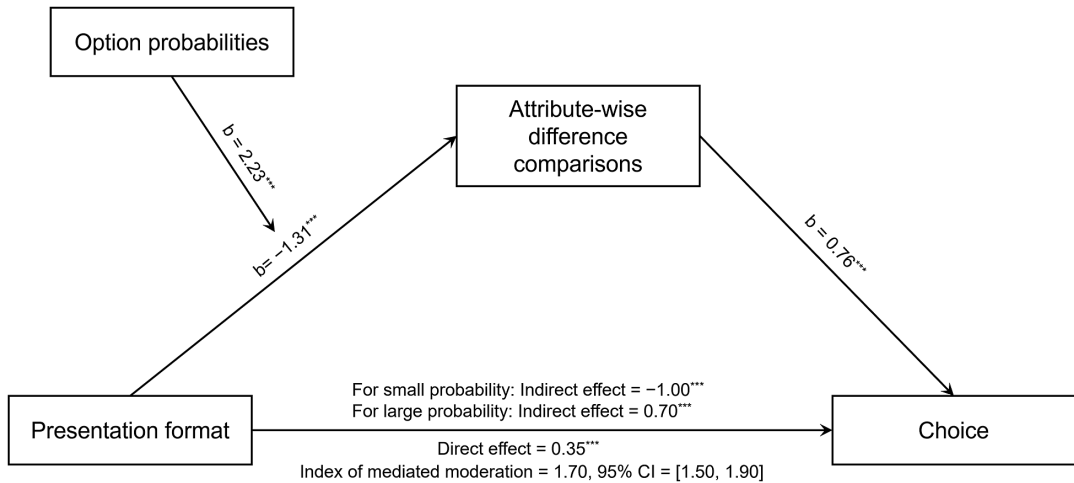 Option probabilities
Attribute-wise
difference
comparisons
b = 2.23***
b= −1.31***
b = 0.76***
For small probability: Indirect effect = −1.00***
For large probability: Indirect effect = 0.70***
Presentation format
Choice
Direct effect = 0.35***
Index of mediated moderation = 1.70, 95% CI = [1.50, 1.90]